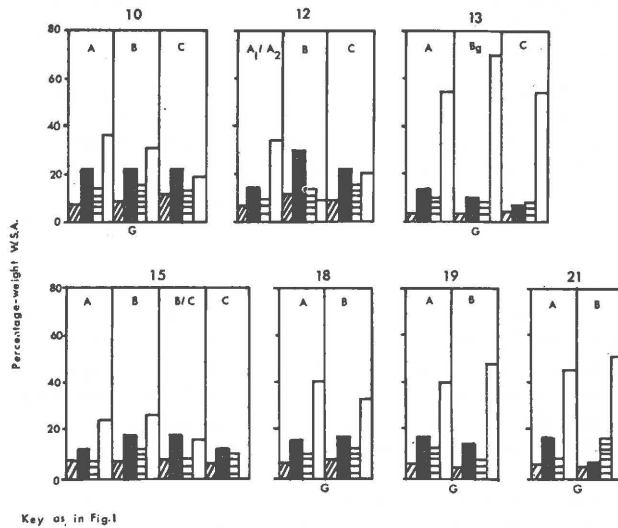 10 12 13
80 A B C A₁/A₂ B C A Bg C
60
40
20
0
G G
Percentage-weight W.S.A.
15 18 19 21
80 A B B/C C A B A B A B
60
40
20
0
G G G
Key as in Fig.1